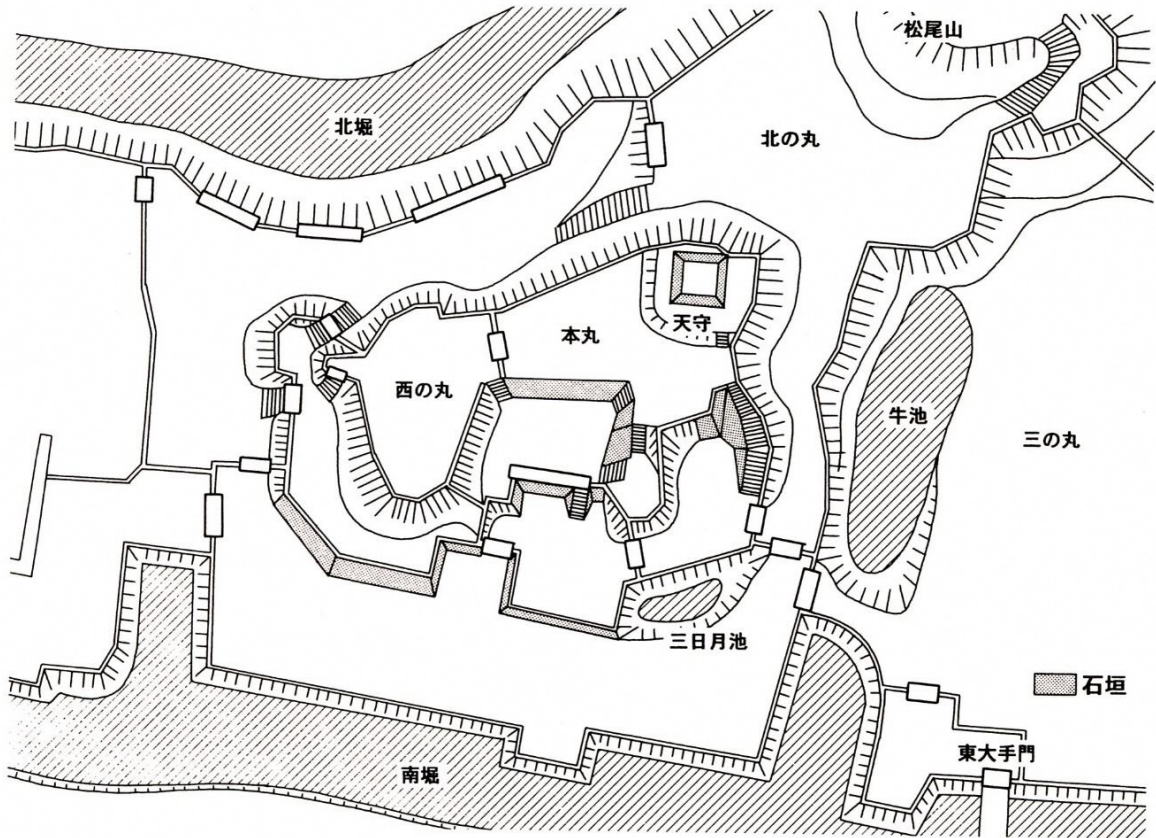 松尾山
北堀
北の丸
天守
本丸
西の丸
牛池
三の丸
三日月池
石垣
東大手門
南堀